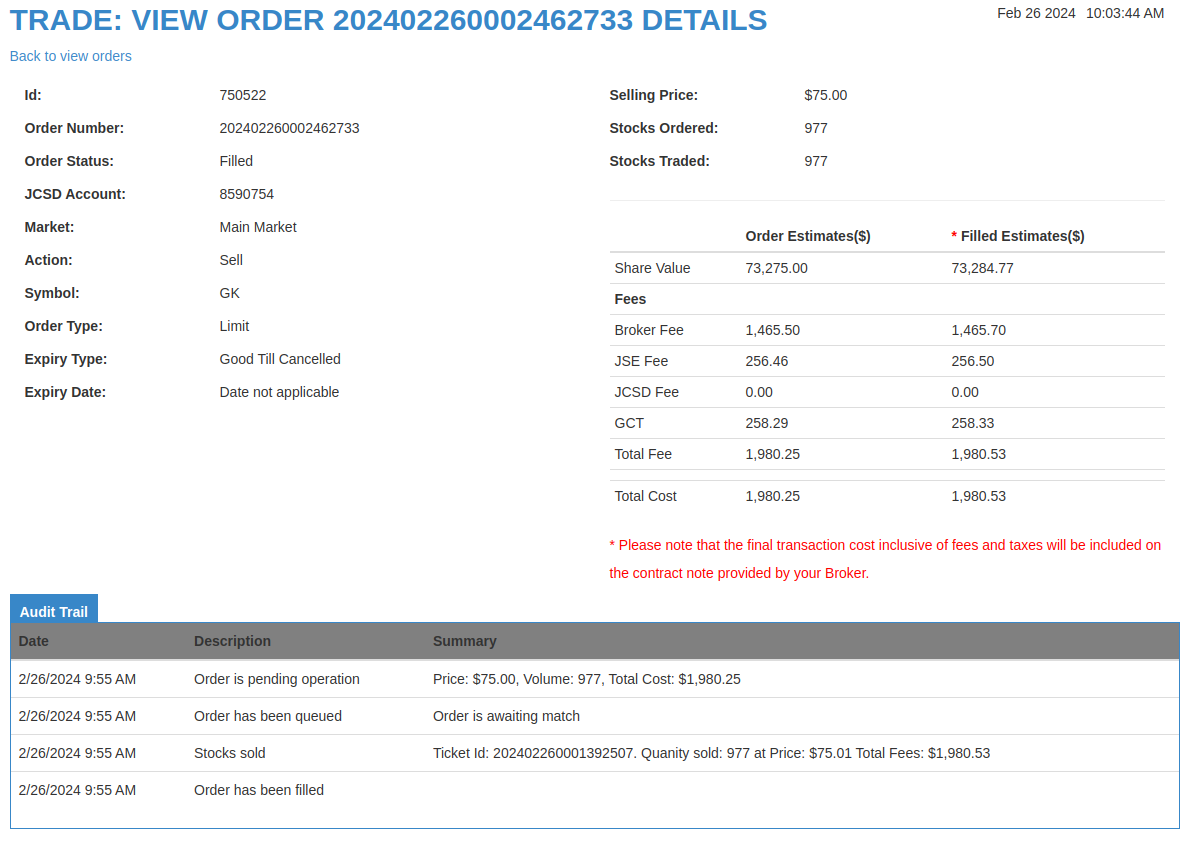 TRADE: VIEW ORDER 202402260002462733 DETAILS
Feb 26 2024 10:03:44 AM
Back to view orders
Id: 750522
Order Number: 202402260002462733
Order Status: Filled
JCSD Account: 8590754
Market: Main Market
Action: Sell
Symbol: GK
Order Type: Limit
Expiry Type: Good Till Cancelled
Expiry Date: Date not applicable
Selling Price: $75.00
Stocks Ordered: 977
Stocks Traded: 977
Order Estimates($) * Filled Estimates($)
Share Value 73,275.00 73,284.77
Fees
Broker Fee 1,465.50 1,465.70
JSE Fee 256.46 256.50
JCSD Fee 0.00 0.00
GCT 258.29 258.33
Total Fee 1,980.25 1,980.53
Total Cost 1,980.25 1,980.53
* Please note that the final transaction cost inclusive of fees and taxes will be included on
the contract note provided by your Broker.
Audit Trail
Date Description Summary
2/26/2024 9:55 AM Order is pending operation Price: $75.00, Volume: 977, Total Cost: $1,980.25
2/26/2024 9:55 AM Order has been queued Order is awaiting match
2/26/2024 9:55 AM Stocks sold Ticket Id: 202402260001392507. Quanity sold: 977 at Price: $75.01 Total Fees: $1,980.53
2/26/2024 9:55 AM Order has been filled